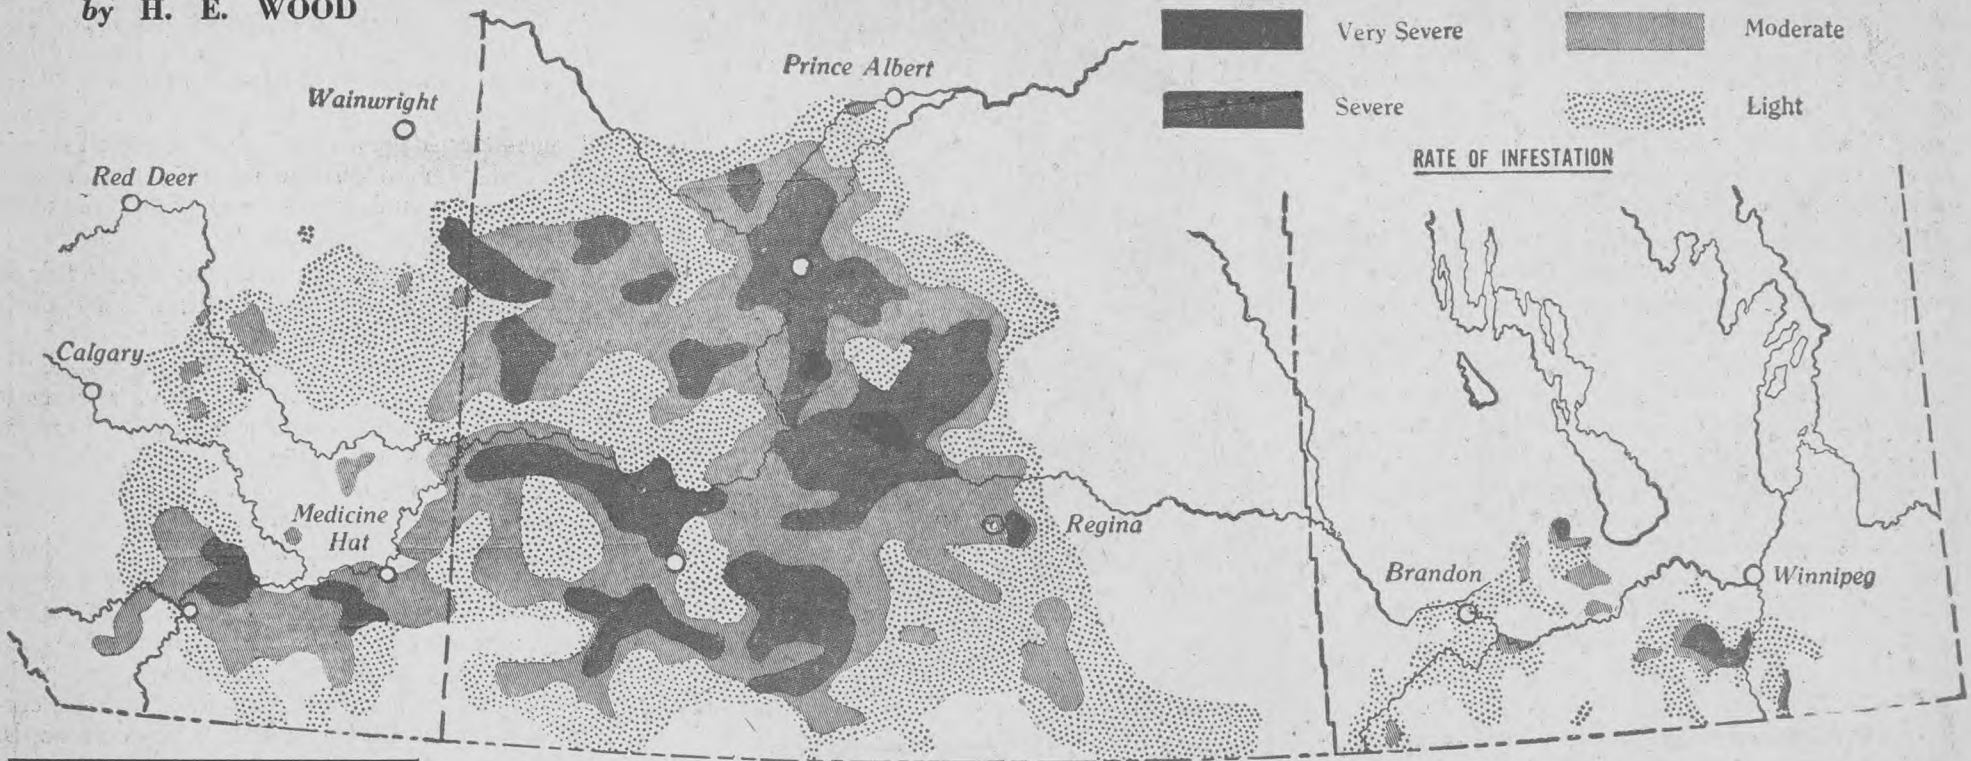 by H. E. WOOD
Very Severe
Moderate
Severe
Light
RATE OF INFESTATION
Prince Albert
Wainwright
Red Deer
Calgary
Medicine
Hat
Regina
Brandon
Winnipeg